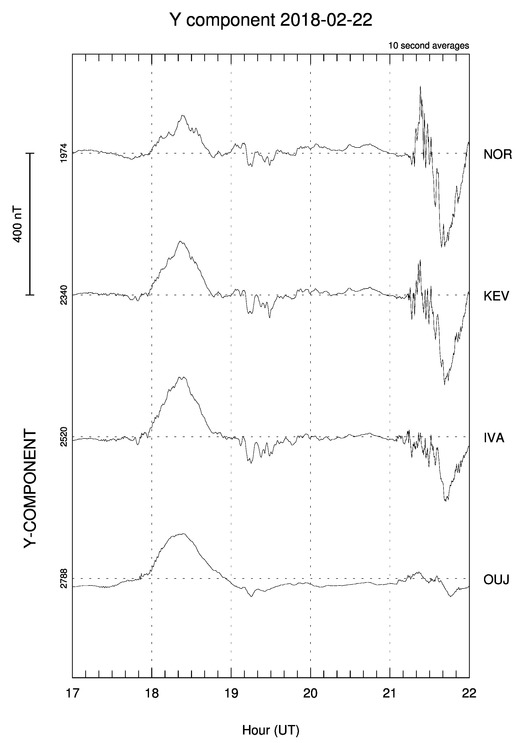 Y component 2018-02-22
10 second averages
1974
NOR
400 nT
2340
KEV
2520
IVA
Y-COMPONENT
2788
OUJ
17 18 19 20 21 22
Hour (UT)